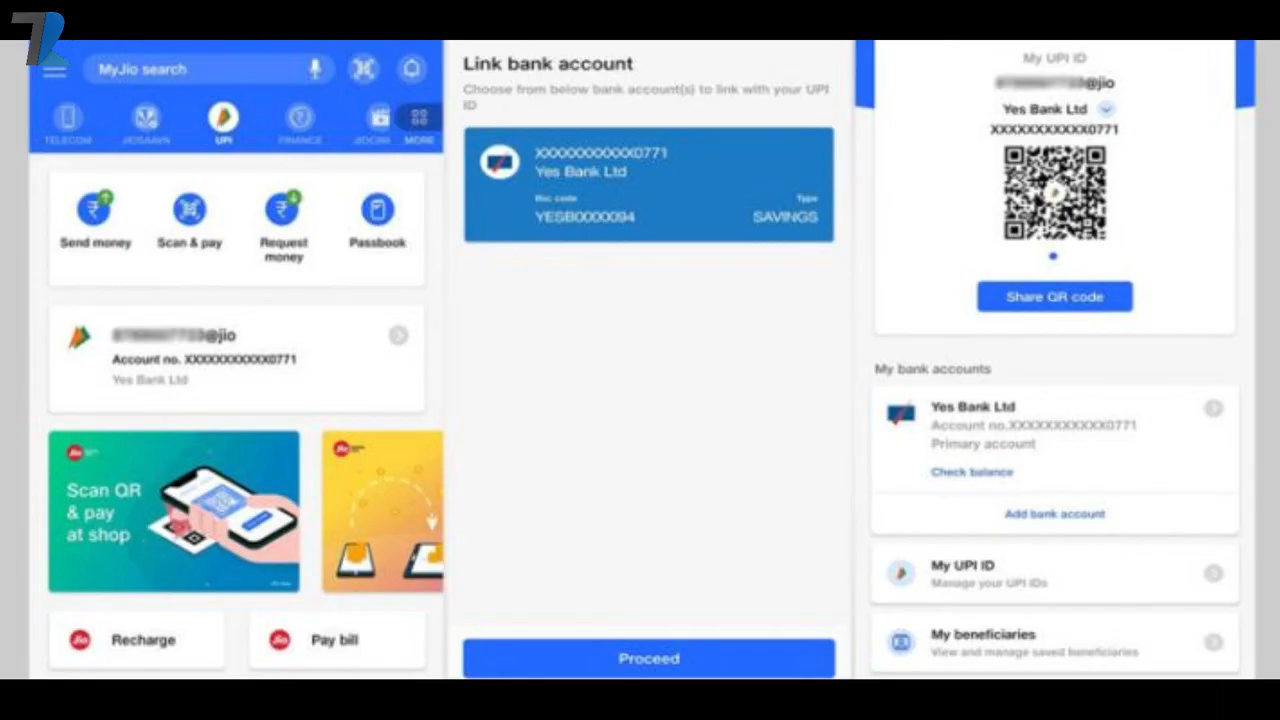 MyJio search
TELECOM
JIOSAAVN
UPI
FINANCE
MORE
Send money
Scan & pay
Request
money
Passbook
@jio
Account no. XXXXXXXXXXXX0771
Yes Bank Ltd
Jio
Scan QR
& pay
at shop
Jio
Jio
Recharge
Jio
Pay bill
Link bank account
Choose from below bank account(s) to link with your UPI
ID
XXXXXXXXXXXX0771
Yes Bank Ltd
Type
YESB0000094
SAVINGS
Proceed
My UPI ID
@jio
Yes Bank Ltd
XXXXXXXXXXXX0771
Share QR code
My bank accounts
Yes Bank Ltd
Account no.XXXXXXXXXXXX0771
Primary account
Check balance
Add bank account
My UPI ID
Manage your UPI IDs
My beneficiaries
View and manage saved beneficiaries